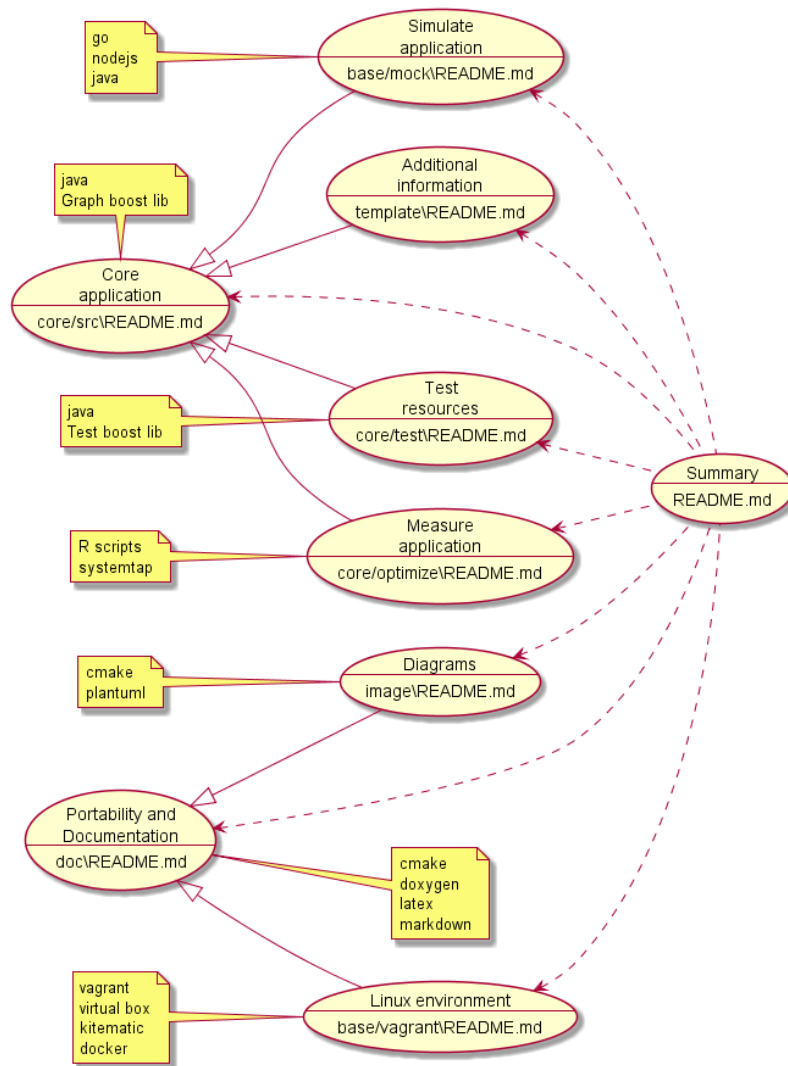 go
nodejs
java
Simulate
application
base/mock\README.md
java
Graph boost lib
Additional
information
template\README.md
Core
application
core/src\README.md
java
Test boost lib
Test
resources
core/test\README.md
Summary
README.md
R scripts
systemtap
Measure
application
core/optimize\README.md
cmake
plantuml
Diagrams
image\README.md
Portability and
Documentation
doc\README.md
cmake
doxygen
latex
markdown
vagrant
virtual box
kitematic
docker
Linux environment
base/vagrant\README.md